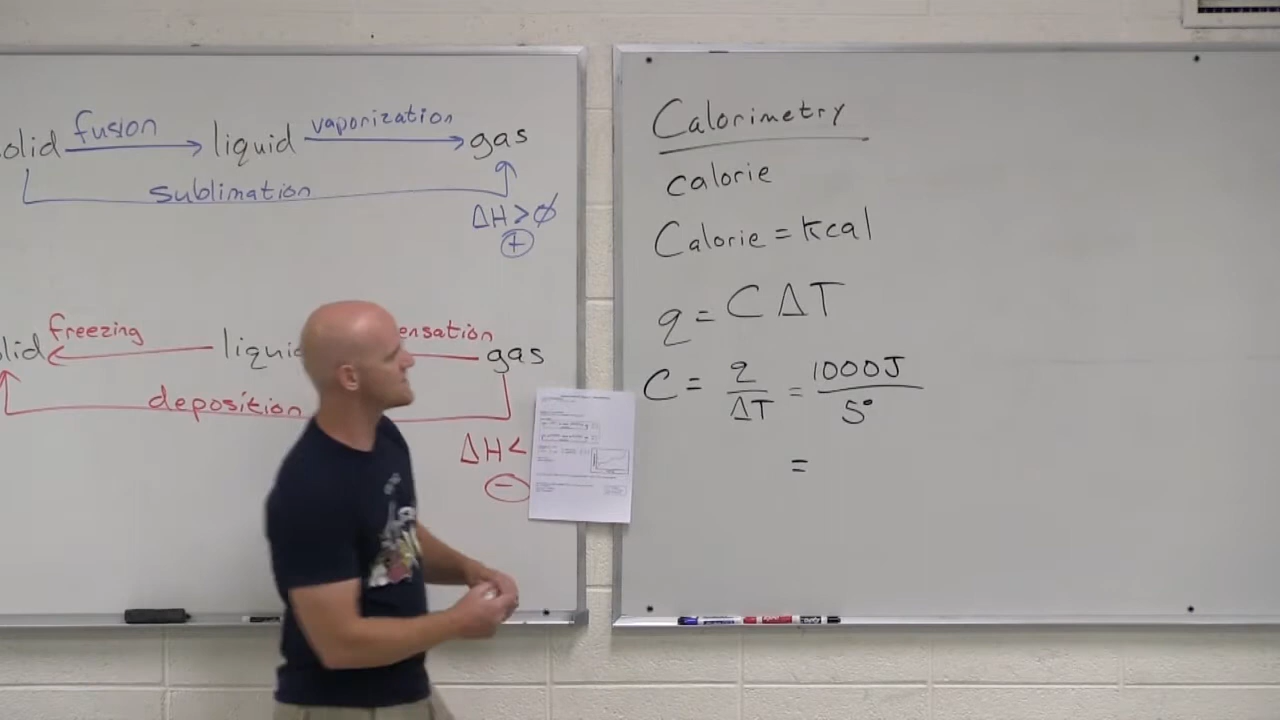 olid fusion liquid vaporization gas
sublimation
ΔH > 0
+
freezing ensation
lid liqui gas
deposition
ΔH <
−
Calorimetry
calorie
Calorie = kcal
q = C ΔT
C = q/ΔT = 1000J/5°
=